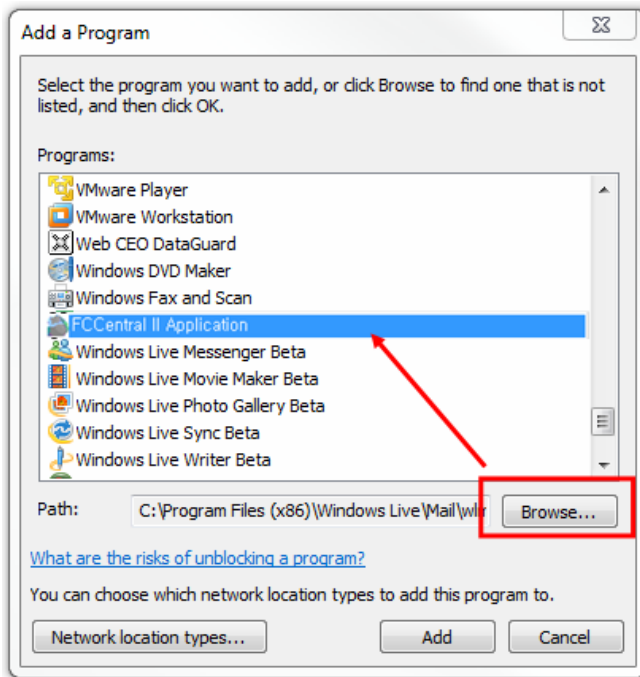 Add a Program
Select the program you want to add, or click Browse to find one that is not
listed, and then click OK.
Programs:
VMware Player
VMware Workstation
Web CEO DataGuard
Windows DVD Maker
Windows Fax and Scan
FCCentral II Application
Windows Live Messenger Beta
Windows Live Movie Maker Beta
Windows Live Photo Gallery Beta
Windows Live Sync Beta
Windows Live Writer Beta
Path: C:\Program Files (x86)\Windows Live\Mail\ Browse...
What are the risks of unblocking a program?
You can choose which network location types to add this program to.
Network location types... Add Cancel